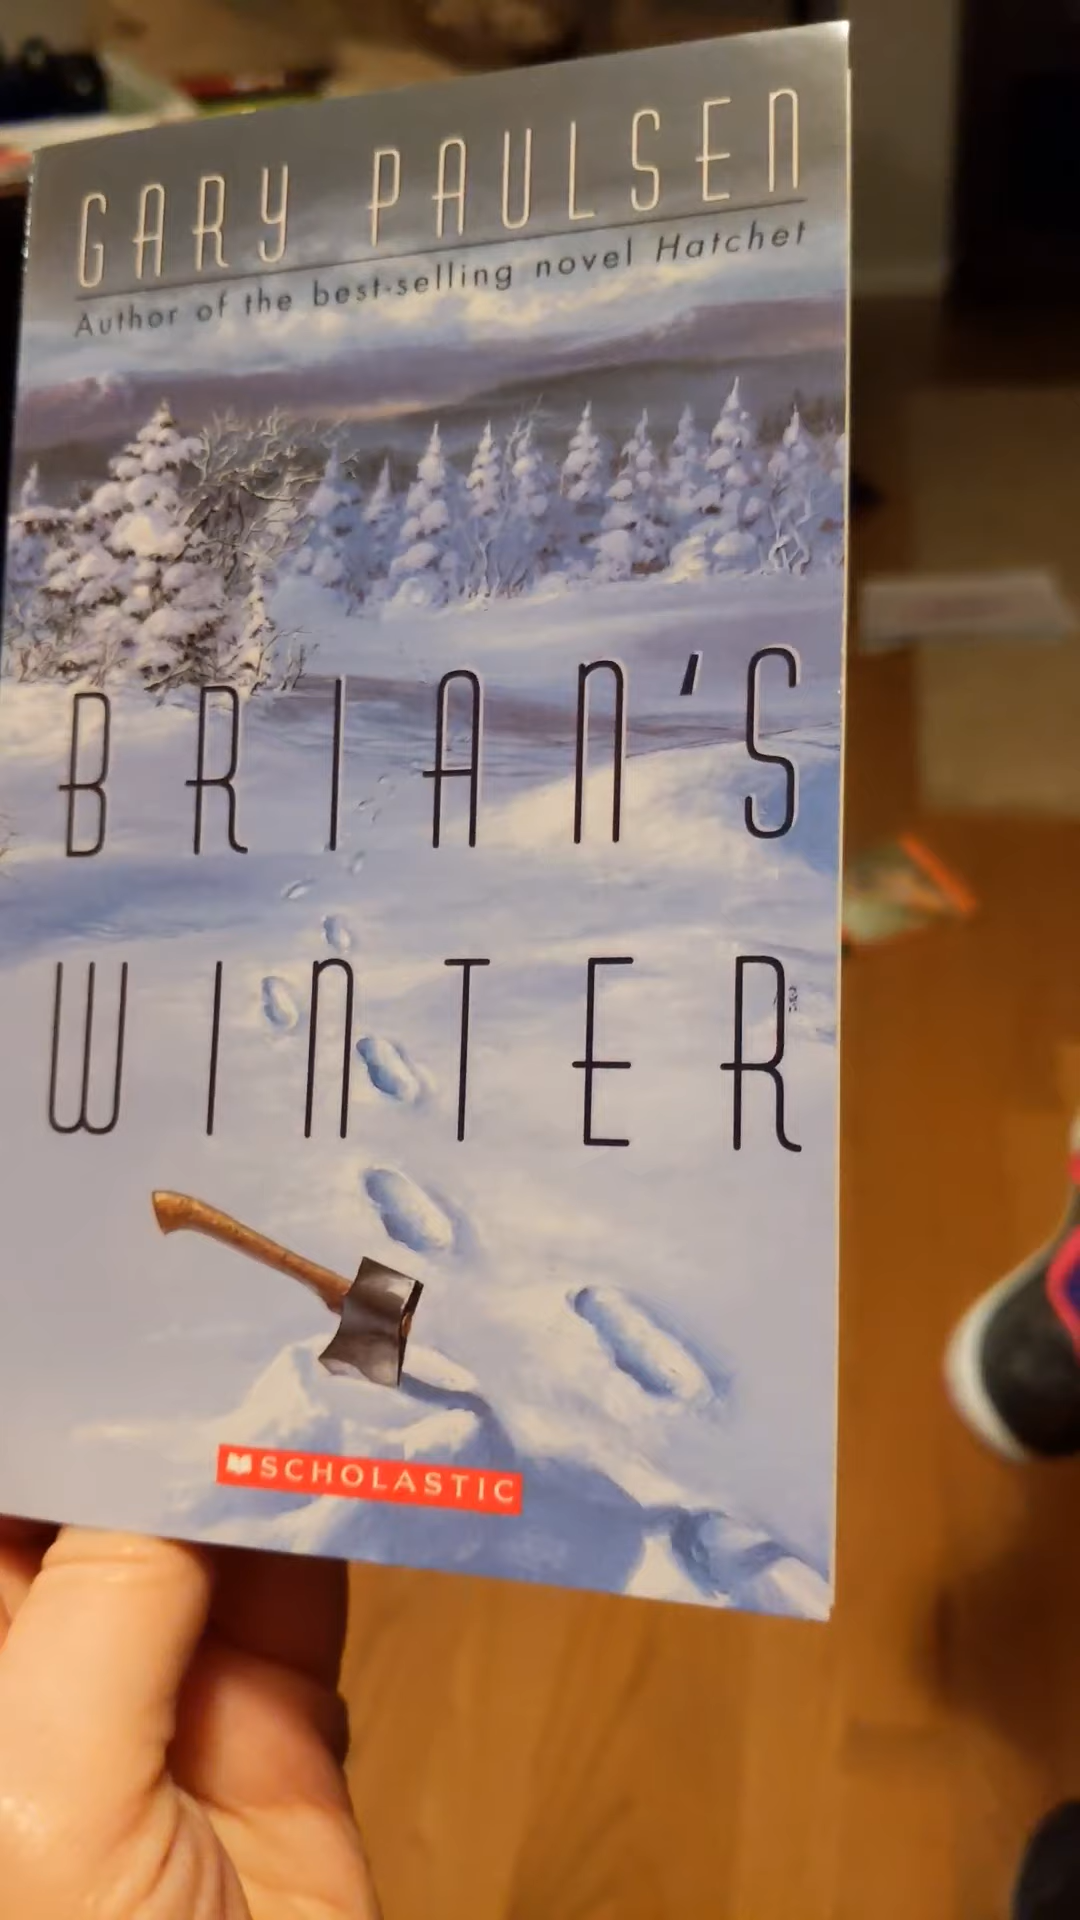 GARY PAULSEN
Author of the best-selling novel Hatchet
BRIAN'S
WINTER
SCHOLASTIC